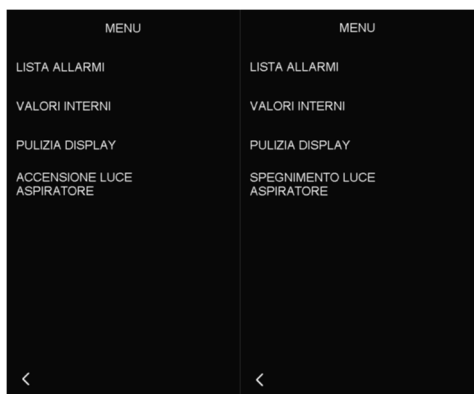 MENU
LISTA ALLARMI
VALORI INTERNI
PULIZIA DISPLAY
ACCENSIONE LUCE
ASPIRATORE
MENU
LISTA ALLARMI
VALORI INTERNI
PULIZIA DISPLAY
SPEGNIMENTO LUCE
ASPIRATORE